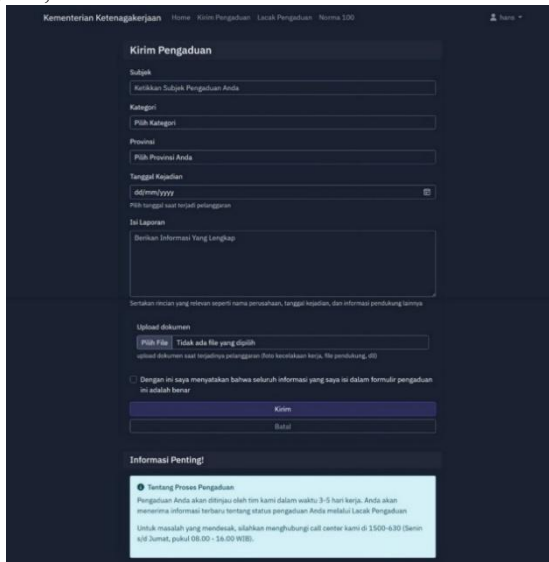 Kementerian Ketenagakerjaan Home Kirim Pengaduan Lacak Pengaduan Norma 100 hans
Kirim Pengaduan
Subjek
Ketikkan Subjek Pengaduan Anda
Kategori
Pilih Kategori
Provinsi
Pilih Provinsi Anda
Tanggal Kejadian
dd/mm/yyyy
Pilih tanggal saat terjadi pelanggaran
Isi Laporan
Berikan Informasi Yang Lengkap
Sertakan rincian yang relevan seperti nama perusahaan, tanggal kejadian, dan informasi pendukung lainnya
Upload dokumen
Pilih File Tidak ada file yang dipilih
upload dokumen saat terjadinya pelanggaran (foto kecelakaan kerja, file pendukung, dll)
Dengan ini saya menyatakan bahwa seluruh informasi yang saya isi dalam formulir pengaduan
ini adalah benar
Kirim
Batal
Informasi Penting!
Tentang Proses Pengaduan
Pengaduan Anda akan ditinjau oleh tim kami dalam waktu 3-5 hari kerja. Anda akan
menerima informasi terbaru tentang status pengaduan Anda melalui Lacak Pengaduan
Untuk masalah yang mendesak, silahkan menghubungi call center kami di 1500-630 (Senin
s/d Jumat, pukul 08.00 - 16.00 WIB).